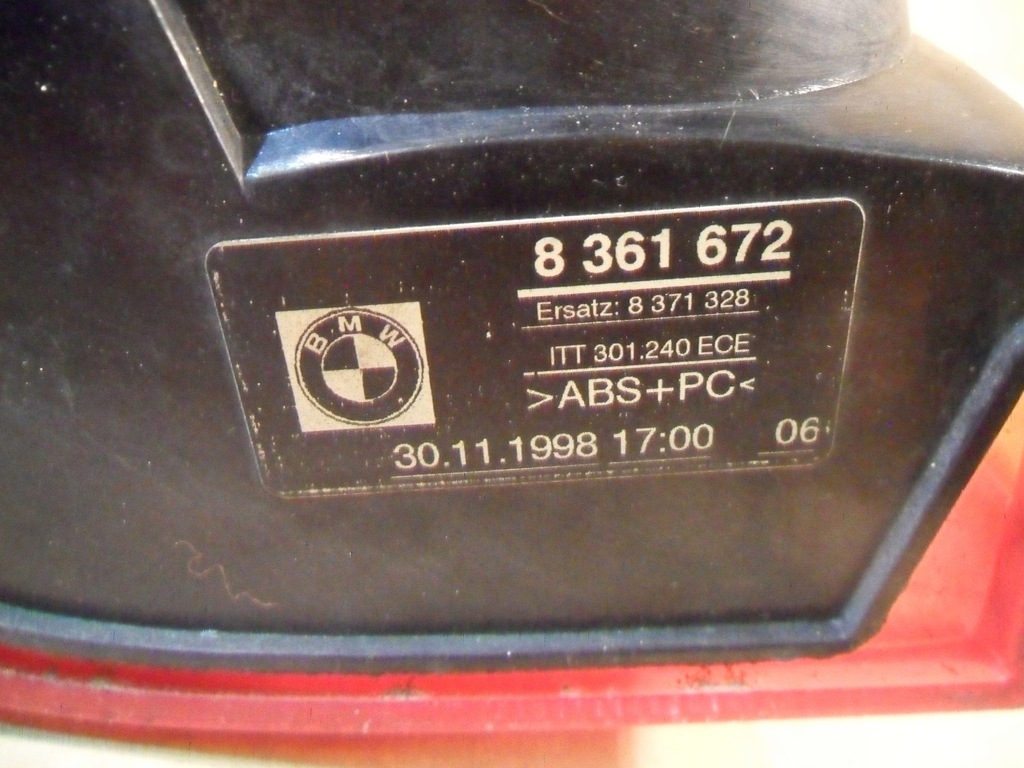 BMW
8 361 672
Ersatz: 8 371 328
ITT 301.240 ECE
>ABS+PC<
30.11.1998 17:00 06